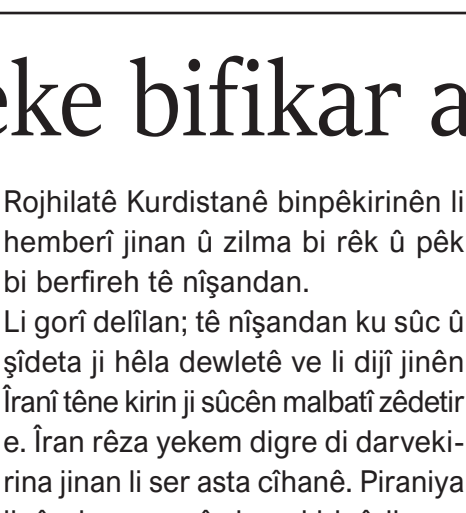 eke bifikar a
Rojhilatê Kurdistanê binpêkirinên li
hemberî jinan û zilma bi rêk û pêk
bi berfireh tê nîşandan.
Li gorî delîlan; tê nîşandan ku sûc û
şîdeta ji hêla dewletê ve li dijî jinên
Îranî têne kirin ji sûcên malbatî zêdetir
e. Îran rêza yekem digre di darveki-
rina jinan li ser asta cîhanê. Piraniya